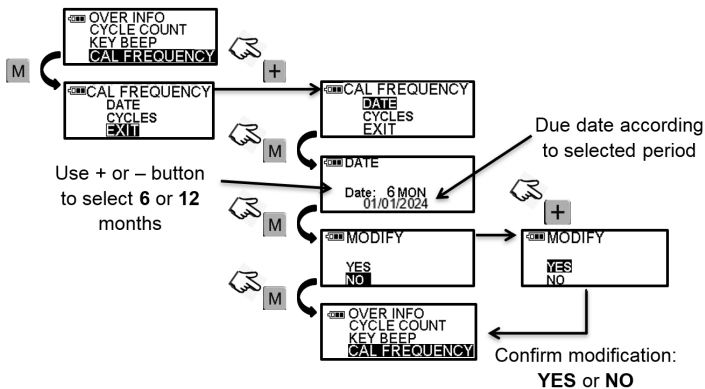 OVER INFO
CYCLE COUNT
KEY BEEP
CAL FREQUENCY
M
+
CAL FREQUENCY
DATE
CYCLES
EXIT
CAL FREQUENCY
DATE
CYCLES
EXIT
M
Due date according
to selected period
DATE
Date: 6 MON
01/01/2024
Use + or – button
to select 6 or 12
months
M
+
MODIFY
YES
NO
MODIFY
YES
NO
M
OVER INFO
CYCLE COUNT
KEY BEEP
CAL FREQUENCY
Confirm modification:
YES or NO